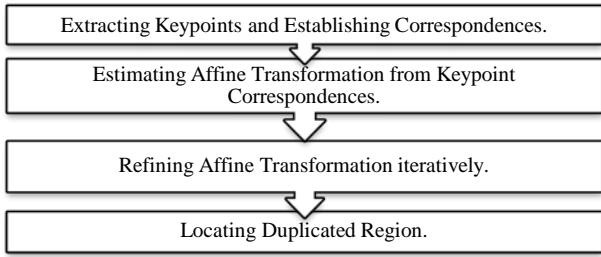 Extracting Keypoints and Establishing Correspondences.
Estimating Affine Transformation from Keypoint
Correspondences.
Refining Affine Transformation iteratively.
Locating Duplicated Region.